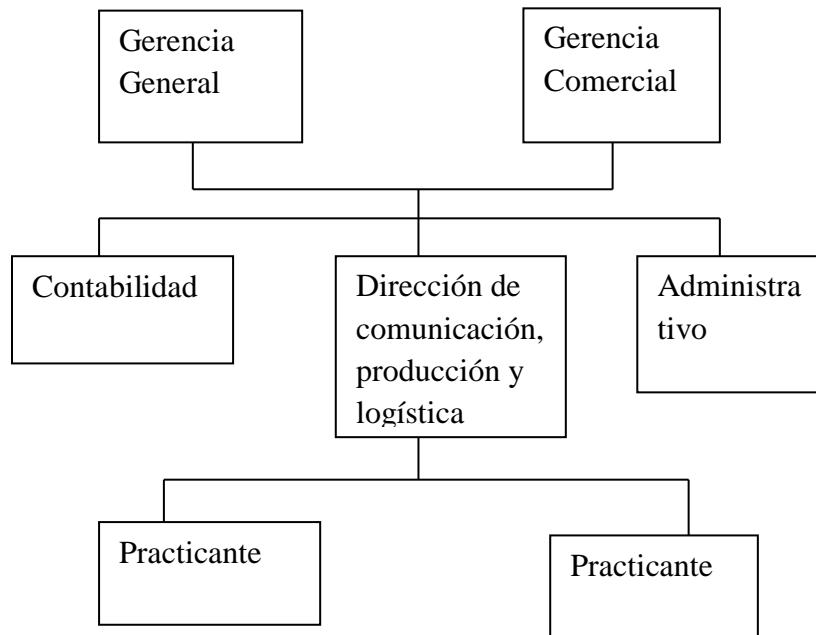 Gerencia
General
Gerencia
Comercial
Contabilidad
Dirección de
comunicación,
producción y
logística
Administra
tivo
Practicante
Practicante